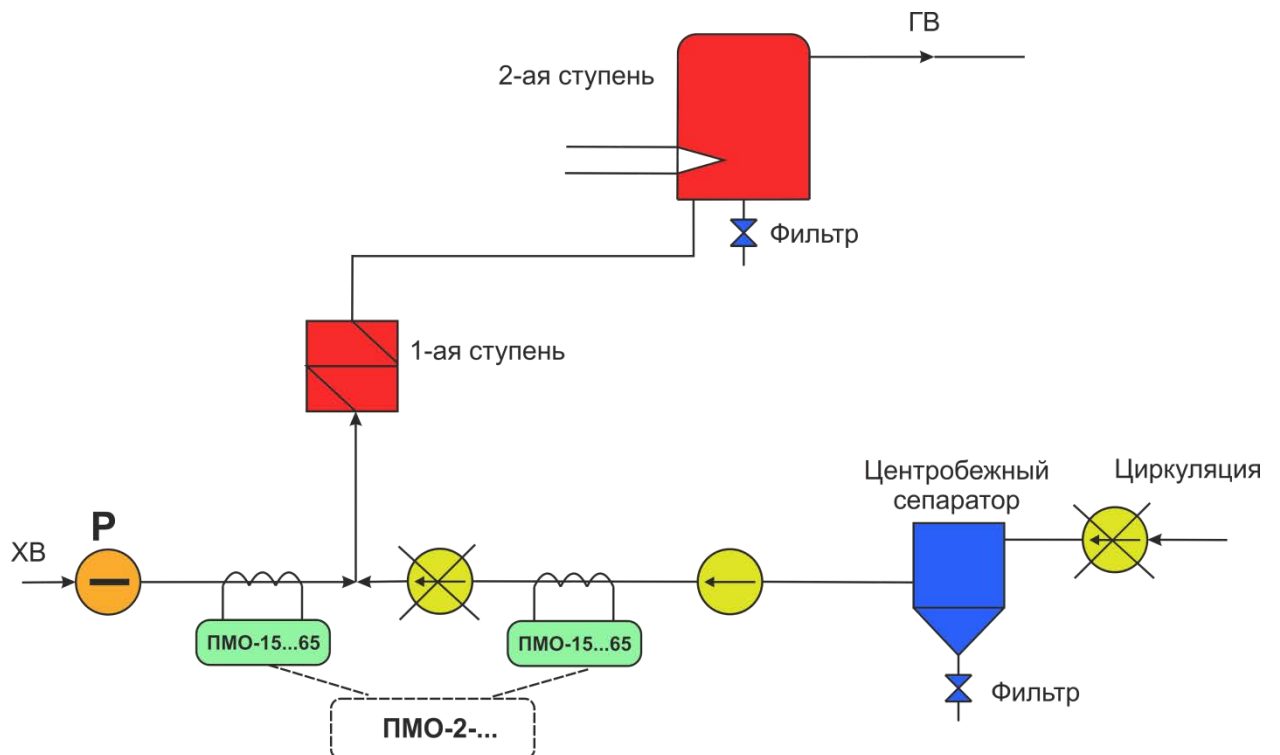 ГВ
2-ая ступень
Фильтр
1-ая ступень
Центробежный
сепаратор
Циркуляция
ХВ
Р
ПМО-15...65
ПМО-15...65
Фильтр
ПМО-2-...